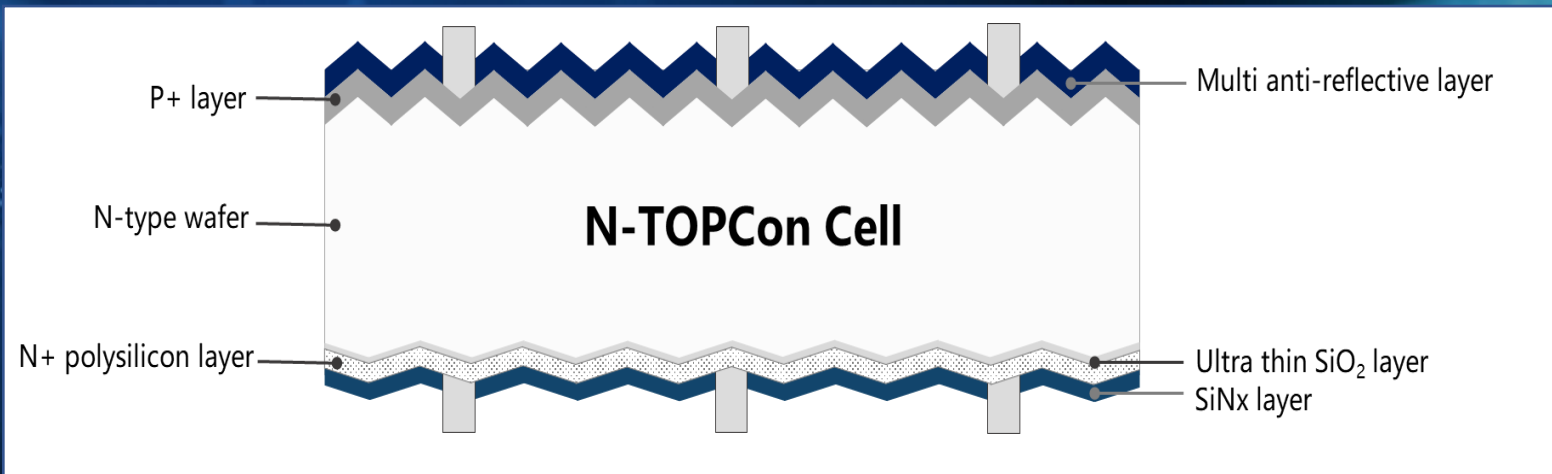 Multi anti-reflective layer
P+ layer
N-type wafer
N-TOPCon Cell
N+ polysilicon layer
Ultra thin SiO₂ layer
SiNx layer